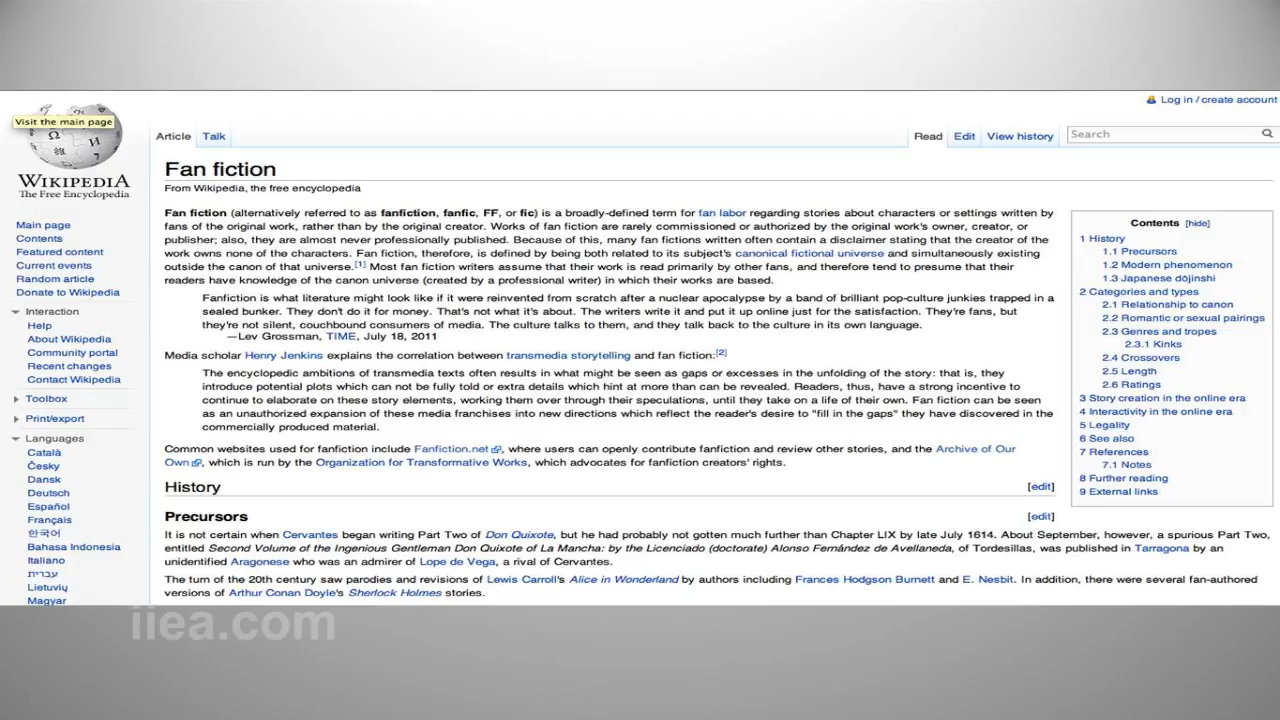 Log in / create account
Visit the main page
Article Talk Read Edit View history Search
WIKIPEDIA
The Free Encyclopedia
Main page
Contents
Featured content
Current events
Random article
Donate to Wikipedia
Interaction
Help
About Wikipedia
Community portal
Recent changes
Contact Wikipedia
Toolbox
Print/export
Languages
Català
Česky
Dansk
Deutsch
Español
Français
한국어
Bahasa Indonesia
Italiano
עברית
Lietuvių
Magyar
Fan fiction
From Wikipedia, the free encyclopedia
Fan fiction (alternatively referred to as fanfiction, fanfic, FF, or fic) is a broadly-defined term for fan labor regarding stories about characters or settings written by
fans of the original work, rather than by the original creator. Works of fan fiction are rarely commissioned or authorized by the original work's owner, creator, or
publisher; also, they are almost never professionally published. Because of this, many fan fictions written often contain a disclaimer stating that the creator of the
work owns none of the characters. Fan fiction, therefore, is defined by being both related to its subject's canonical fictional universe and simultaneously existing
outside the canon of that universe.[1] Most fan fiction writers assume that their work is read primarily by other fans, and therefore tend to presume that their
readers have knowledge of the canon universe (created by a professional writer) in which their works are based.
Fanfiction is what literature might look like if it were reinvented from scratch after a nuclear apocalypse by a band of brilliant pop-culture junkies trapped in a
sealed bunker. They don't do it for money. That's not what it's about. The writers write it and put it up online just for the satisfaction. They're fans, but
they're not silent, couchbound consumers of media. The culture talks to them, and they talk back to the culture in its own language.
—Lev Grossman, TIME, July 18, 2011
Media scholar Henry Jenkins explains the correlation between transmedia storytelling and fan fiction:[2]
The encyclopedic ambitions of transmedia texts often results in what might be seen as gaps or excesses in the unfolding of the story: that is, they
introduce potential plots which can not be fully told or extra details which hint at more than can be revealed. Readers, thus, have a strong incentive to
continue to elaborate on these story elements, working them over through their speculations, until they take on a life of their own. Fan fiction can be seen
as an unauthorized expansion of these media franchises into new directions which reflect the reader's desire to "fill in the gaps" they have discovered in the
commercially produced material.
Common websites used for fanfiction include Fanfiction.net, where users can openly contribute fanfiction and review other stories, and the Archive of Our
Own, which is run by the Organization for Transformative Works, which advocates for fanfiction creators' rights.
History [edit]
Precursors [edit]
It is not certain when Cervantes began writing Part Two of Don Quixote, but he had probably not gotten much further than Chapter LIX by late July 1614. About September, however, a spurious Part Two,
entitled Second Volume of the Ingenious Gentleman Don Quixote of La Mancha: by the Licenciado (doctorate) Alonso Fernández de Avellaneda, of Tordesillas, was published in Tarragona by an
unidentified Aragonese who was an admirer of Lope de Vega, a rival of Cervantes.
The turn of the 20th century saw parodies and revisions of Lewis Carroll's Alice in Wonderland by authors including Frances Hodgson Burnett and E. Nesbit. In addition, there were several fan-authored
versions of Arthur Conan Doyle's Sherlock Holmes stories.
Contents [hide]
1 History
1.1 Precursors
1.2 Modern phenomenon
1.3 Japanese dōjinshi
2 Categories and types
2.1 Relationship to canon
2.2 Romantic or sexual pairings
2.3 Genres and tropes
2.3.1 Kinks
2.4 Crossovers
2.5 Length
2.6 Ratings
3 Story creation in the online era
4 Interactivity in the online era
5 Legality
6 See also
7 References
7.1 Notes
8 Further reading
9 External links
iiea.com